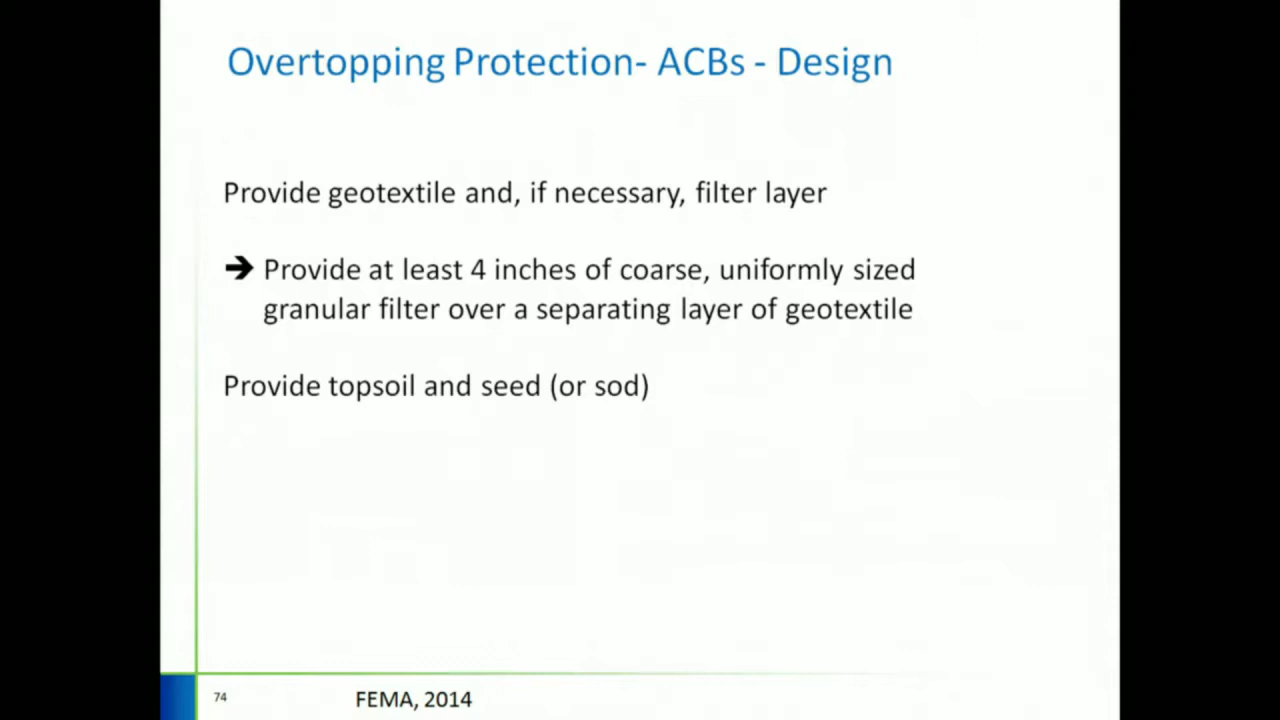 Overtopping Protection- ACBs - Design
Provide geotextile and, if necessary, filter layer
➔ Provide at least 4 inches of coarse, uniformly sized
granular filter over a separating layer of geotextile
Provide topsoil and seed (or sod)
74
FEMA, 2014